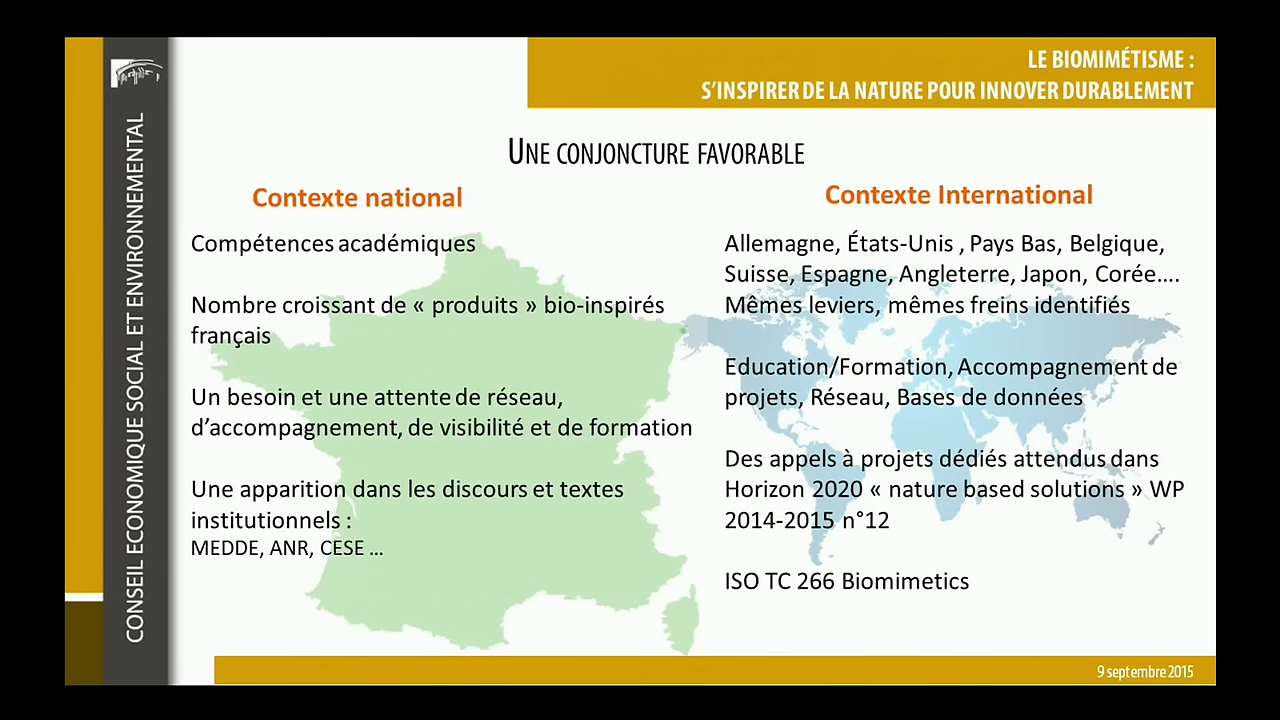 LE BIOMIMÉTISME :
S'INSPIRER DE LA NATURE POUR INNOVER DURABLEMENT
CONSEIL ECONOMIQUE SOCIAL ET ENVIRONNEMENTAL
UNE CONJONCTURE FAVORABLE
Contexte national
Compétences académiques
Nombre croissant de « produits » bio-inspirés
français
Un besoin et une attente de réseau,
d'accompagnement, de visibilité et de formation
Une apparition dans les discours et textes
institutionnels :
MEDDE, ANR, CESE ...
Contexte International
Allemagne, États-Unis , Pays Bas, Belgique,
Suisse, Espagne, Angleterre, Japon, Corée....
Mêmes leviers, mêmes freins identifiés
Education/Formation, Accompagnement de
projets, Réseau, Bases de données
Des appels à projets dédiés attendus dans
Horizon 2020 « nature based solutions » WP
2014-2015 n°12
ISO TC 266 Biomimetics
9 septembre 2015